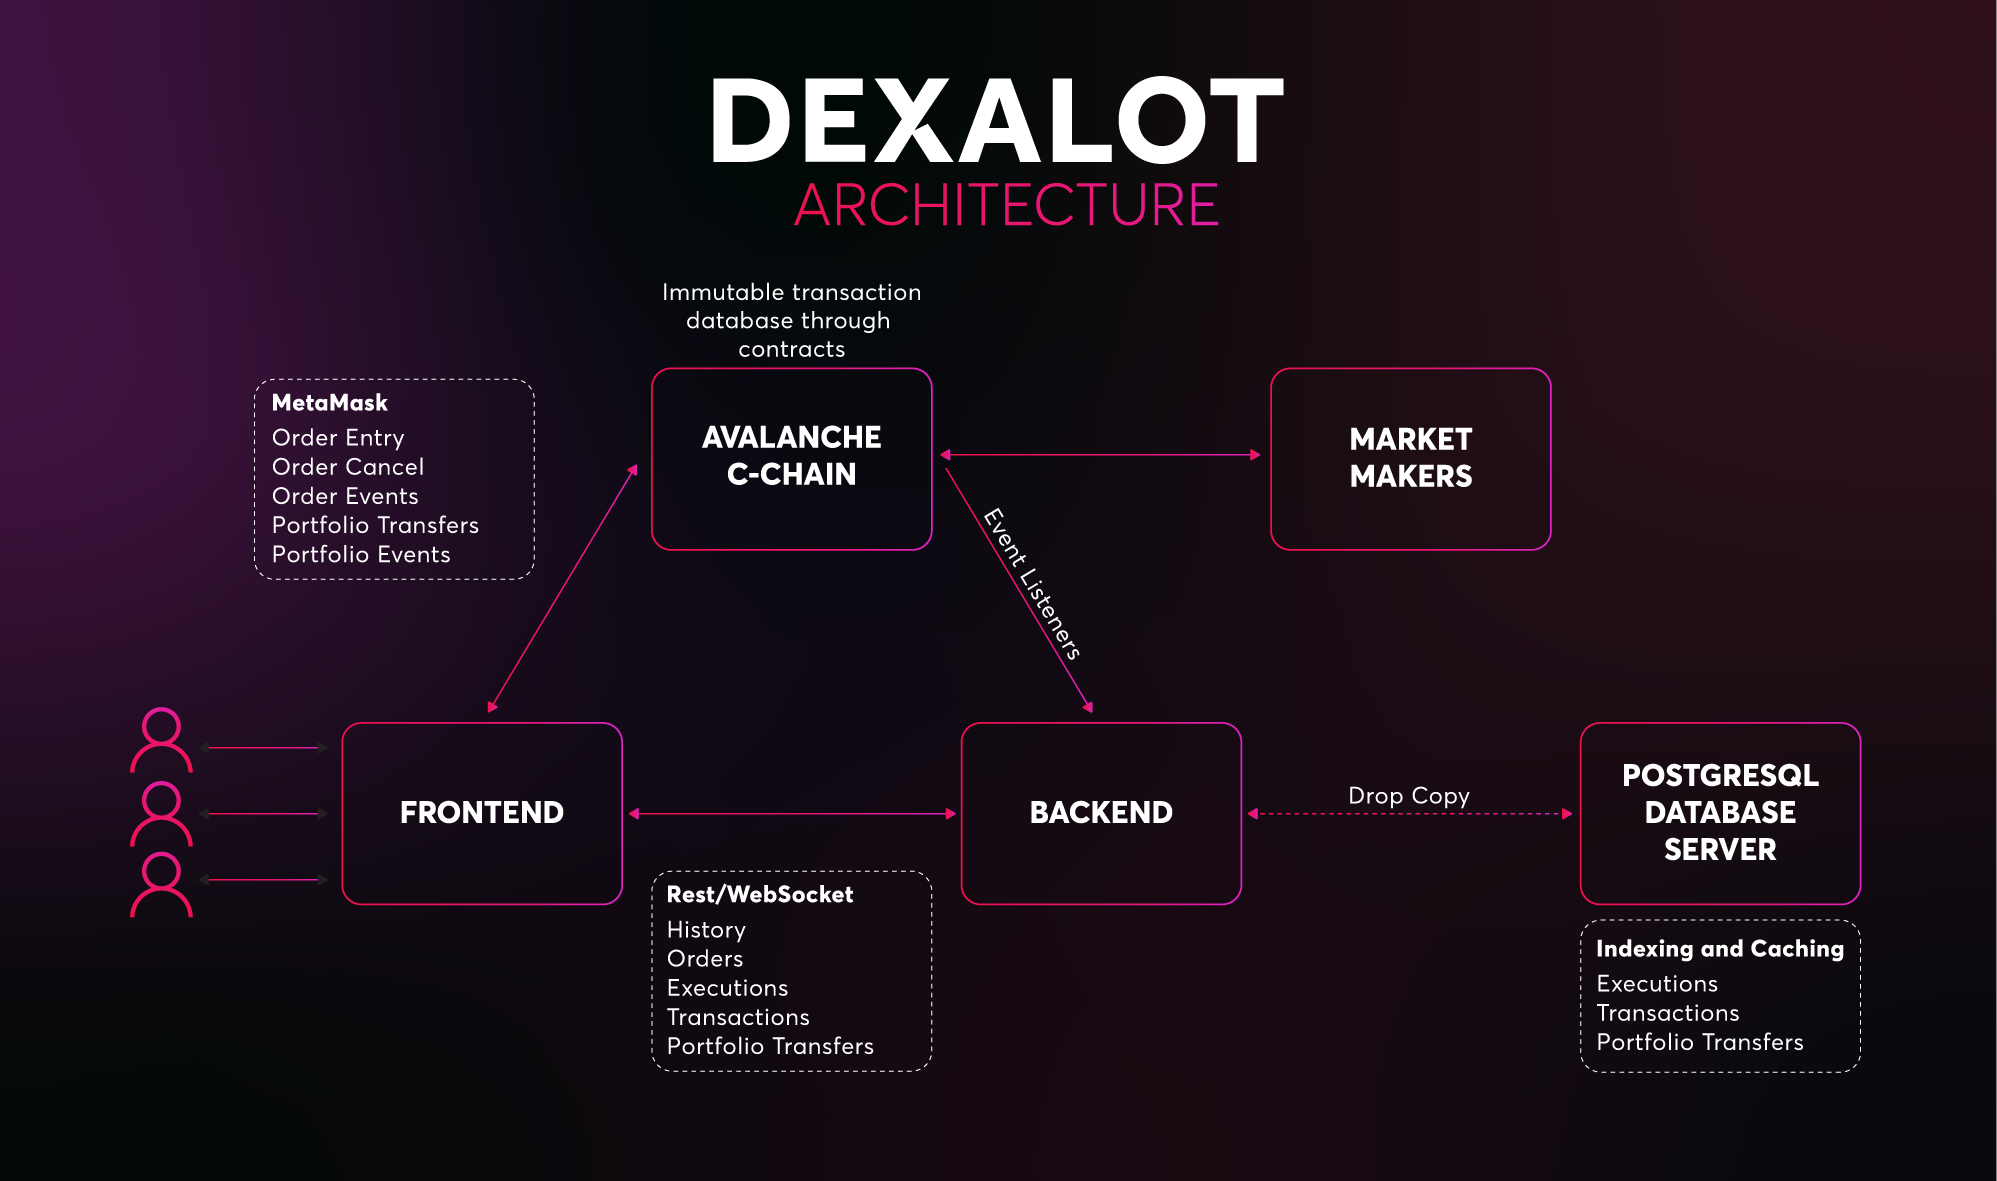 DEXALOT
ARCHITECTURE
Immutable transaction
database through
contracts
MetaMask
Order Entry
Order Cancel
Order Events
Portfolio Transfers
Portfolio Events
AVALANCHE
C-CHAIN
MARKET
MAKERS
Event Listeners
FRONTEND
BACKEND
Drop Copy
POSTGRESQL
DATABASE
SERVER
Rest/WebSocket
History
Orders
Executions
Transactions
Portfolio Transfers
Indexing and Caching
Executions
Transactions
Portfolio Transfers